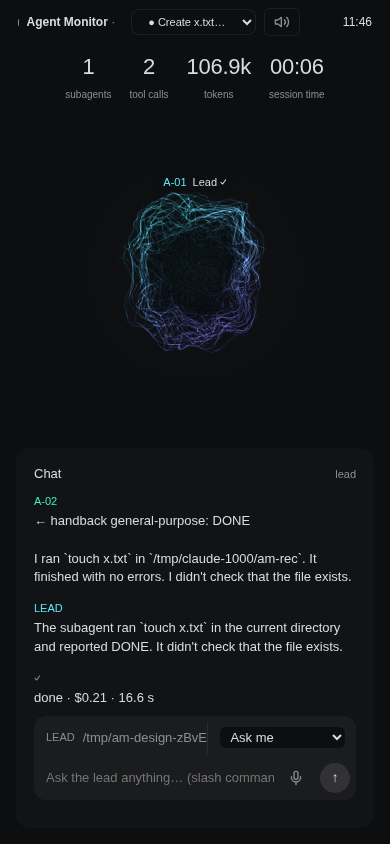 Agent Monitor ·
● Create x.txt…
11:46
1 2 106.9k 00:06
subagents tool calls tokens session time
A-01 Lead ✓
Chat
lead
A-02
← handback general-purpose: DONE
I ran `touch x.txt` in `/tmp/claude-1000/am-rec`. It
finished with no errors. I didn't check that the file exists.
LEAD
The subagent ran `touch x.txt` in the current directory
and reported DONE. It didn't check that the file exists.
✓
done · $0.21 · 16.6 s
LEAD /tmp/am-design-zBvE
Ask me
Ask the lead anything… (slash comman
↑